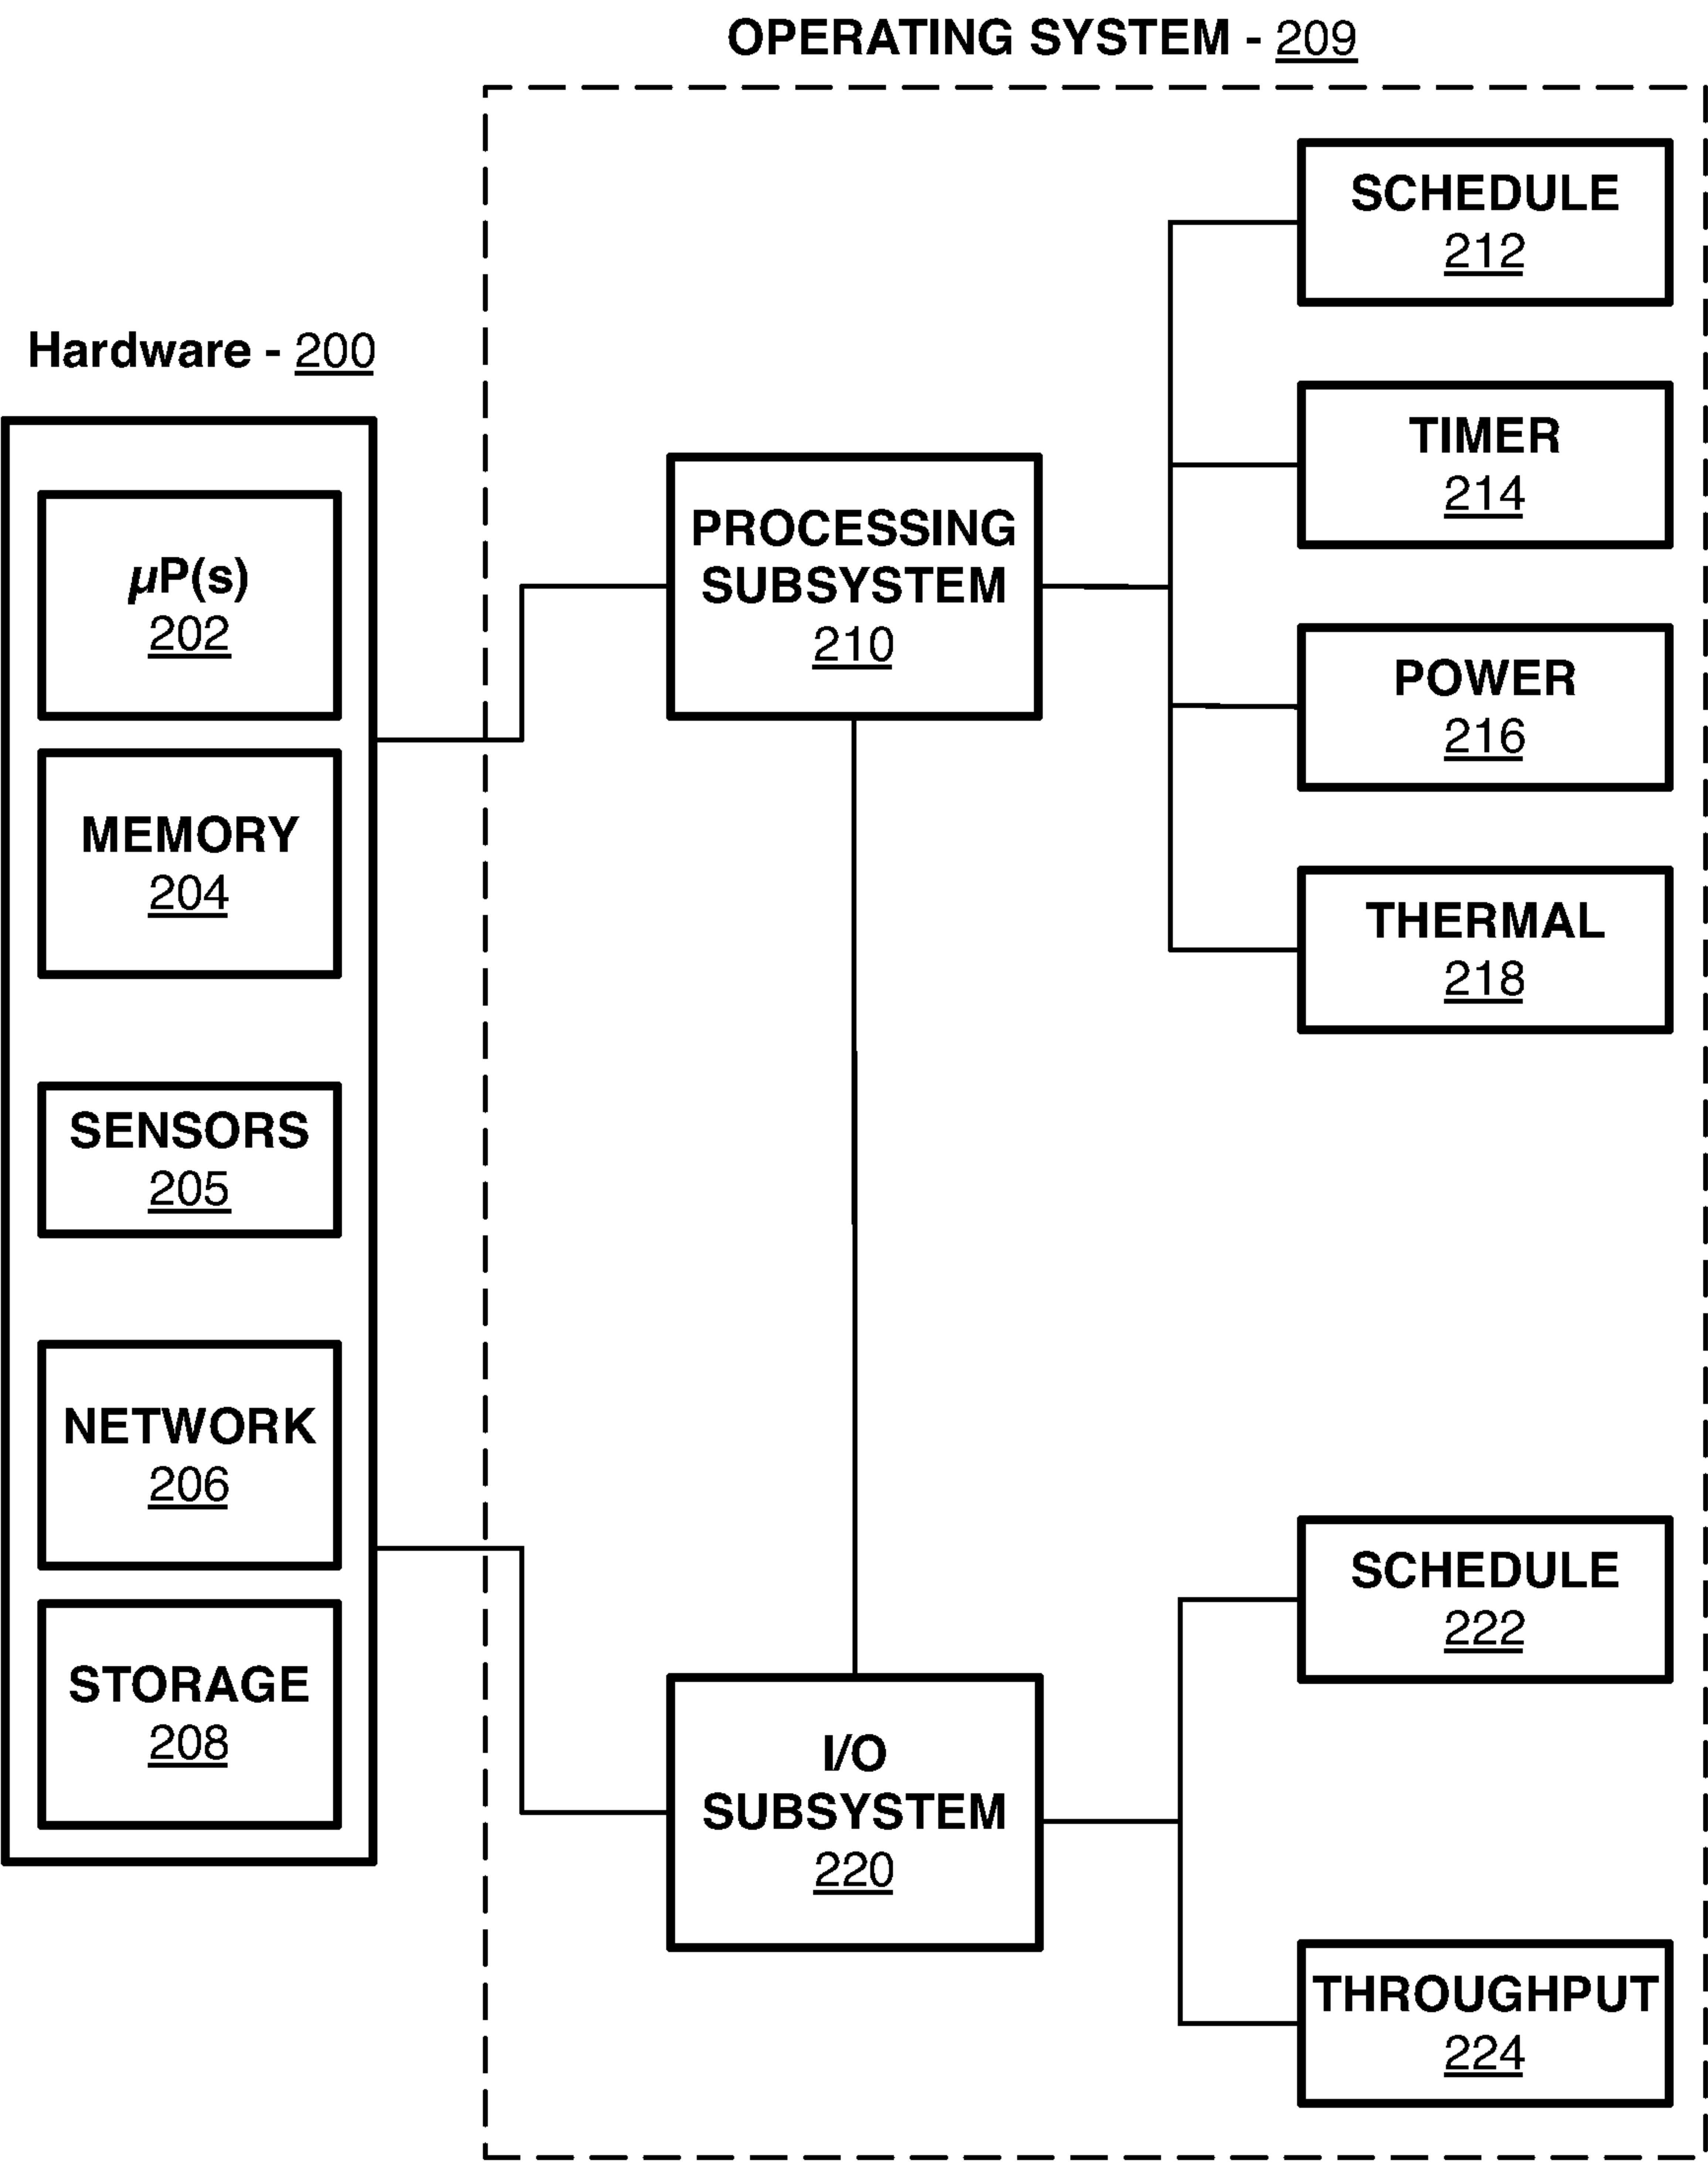 OPERATING SYSTEM - 209
Hardware - 200
µP(s)
202
MEMORY
204
SENSORS
205
NETWORK
206
STORAGE
208
PROCESSING
SUBSYSTEM
210
I/O
SUBSYSTEM
220
SCHEDULE
212
TIMER
214
POWER
216
THERMAL
218
SCHEDULE
222
THROUGHPUT
224